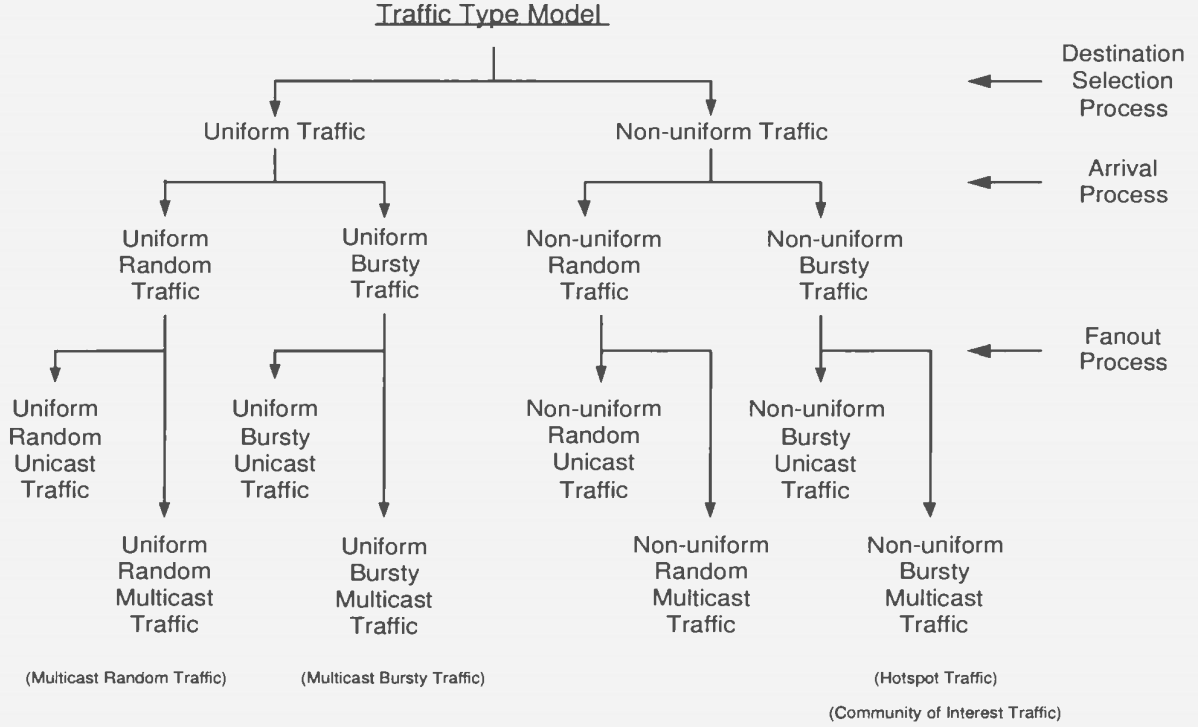 Traffic Type Model
Destination
Selection
Process
Uniform Traffic
Non-uniform Traffic
Arrival
Process
Uniform
Random
Traffic
Uniform
Bursty
Traffic
Non-uniform
Random
Traffic
Non-uniform
Bursty
Traffic
Fanout
Process
Uniform
Random
Unicast
Traffic
Uniform
Bursty
Unicast
Traffic
Non-uniform
Random
Unicast
Traffic
Non-uniform
Bursty
Unicast
Traffic
Uniform
Random
Multicast
Traffic
Uniform
Bursty
Multicast
Traffic
Non-uniform
Random
Multicast
Traffic
Non-uniform
Bursty
Multicast
Traffic
(Multicast Random Traffic)
(Multicast Bursty Traffic)
(Hotspot Traffic)
(Community of Interest Traffic)